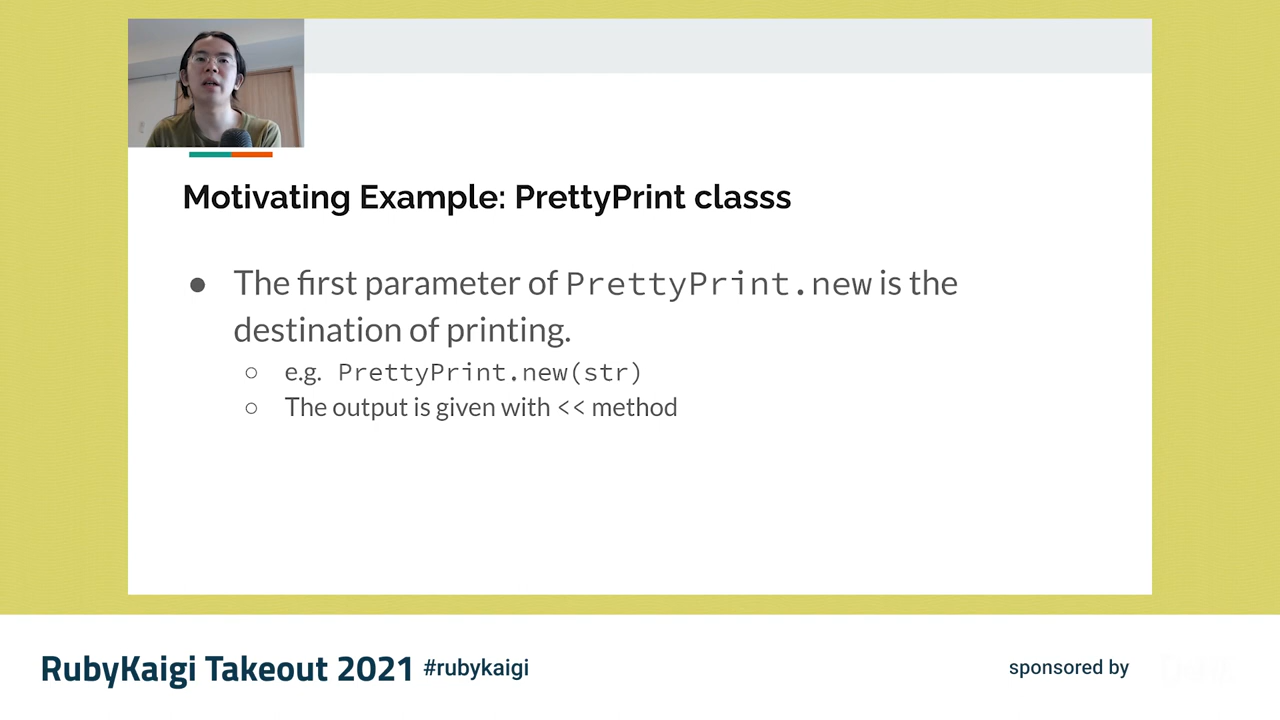 Motivating Example: PrettyPrint classs
● The first parameter of PrettyPrint.new is the
destination of printing.
○ e.g. PrettyPrint.new(str)
○ The output is given with << method
RubyKaigi Takeout 2021 #rubykaigi
sponsored by